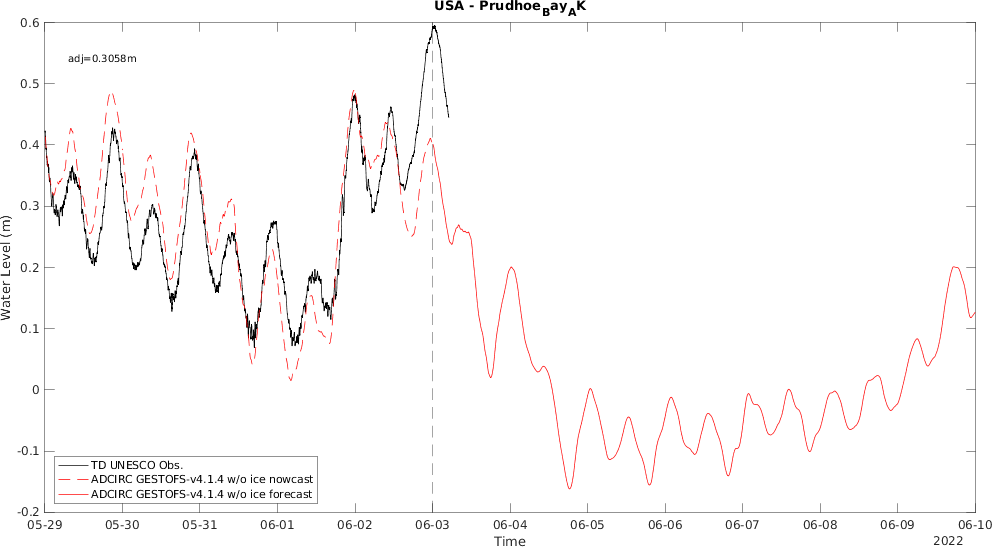 USA - Prudhoe_Bay_AK
adj=0.3058m
0.6
0.5
0.4
0.3
0.2
0.1
0
-0.1
-0.2
Water Level (m)
TD UNESCO Obs.
ADCIRC GESTOFS-v4.1.4 w/o ice nowcast
ADCIRC GESTOFS-v4.1.4 w/o ice forecast
05-29 05-30 05-31 06-01 06-02 06-03 06-04 06-05 06-06 06-07 06-08 06-09 06-10
Time
2022